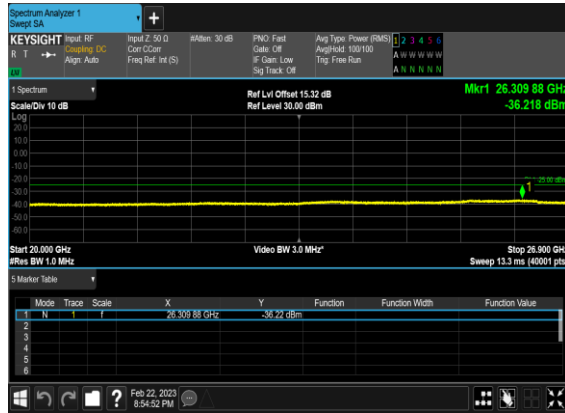 Spectrum Analyzer 1
Swept SA
KEYSIGHT Input: RF Input Z: 50 Ω #Atten: 30 dB PNO: Fast Avg Type: Power (RMS) 1 2 3 4 5 6
R T Coupling: DC Corr CCorr Gate: Off Avg|Hold: 100/100 A W W W W W
Align: Auto Freq Ref: Int (S) IF Gain: Low Trig: Free Run
LW Sig Track: Off A N N N N N
1 Spectrum Ref Lvl Offset 15.32 dB Mkr1 26.309 88 GHz
Scale/Div 10 dB Ref Level 30.00 dBm -36.218 dBm
Log
20.0
10.0
0.00
-10.0
-20.0
-25.00 dBm
1
-30.0
-40.0
-50.0
-60.0
Start 20.000 GHz Video BW 3.0 MHz* Stop 26.900 GHz
#Res BW 1.0 MHz Sweep 13.3 ms (40001 pts)
5 Marker Table
Mode Trace Scale X Y Function Function Width Function Value
1 N 1 f 26.309 88 GHz -36.22 dBm
2
3
4
5
6
? Feb 22, 2023
8:54:52 PM